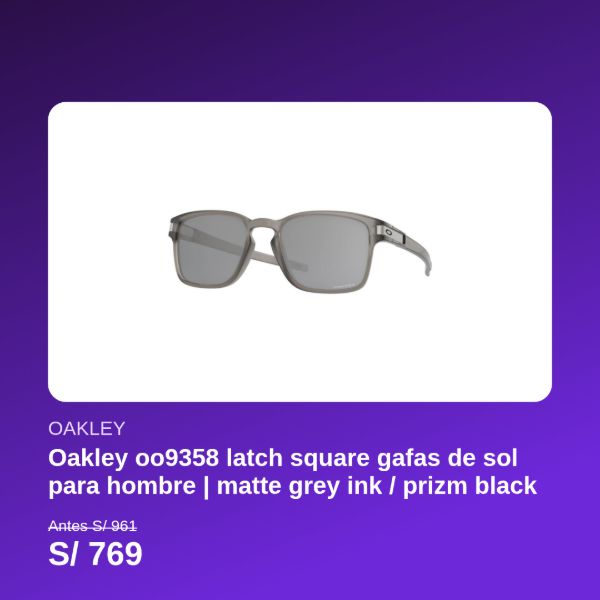 OAKLEY
Oakley oo9358 latch square gafas de sol
para hombre | matte grey ink / prizm black
Antes S/ 961
S/ 769